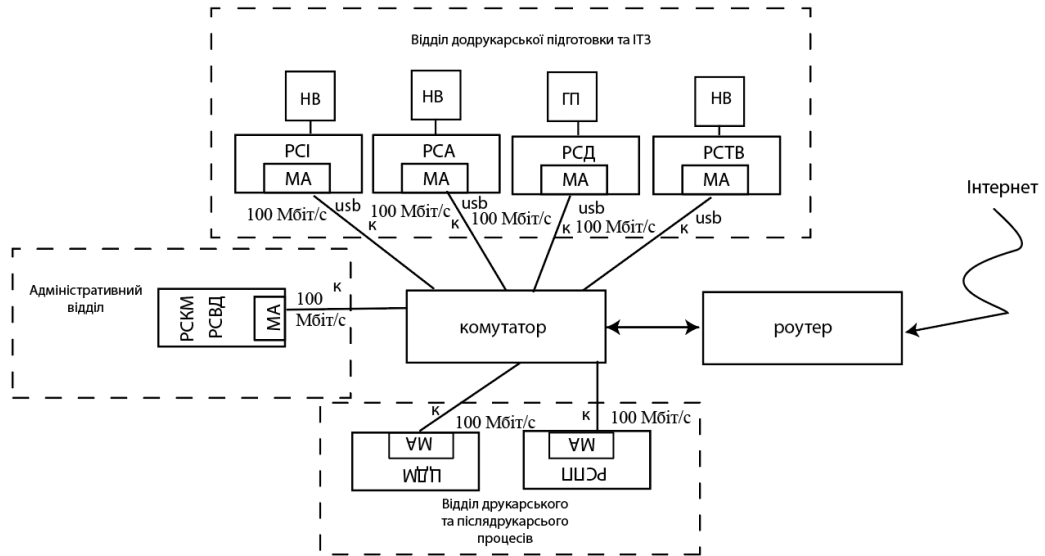 Відділ додрукарської підготовки та ІТЗ
НВ
НВ
ГП
НВ
РСІ
РСА
РСД
РСТВ
МА
МА
МА
МА
usb
usb
usb
usb
100 Мбіт/с
100 Мбіт/с
100 Мбіт/с
100 Мбіт/с
к
к
к
к
Інтернет
Адміністративний
відділ
РСКМ
РСВД
МА
к
100
Мбіт/с
комутатор
роутер
к
100 Мбіт/с
к
100 Мбіт/с
МА
ЦДМ
МА
РСПП
Відділ друкарського
та післядрукарсього
процесів